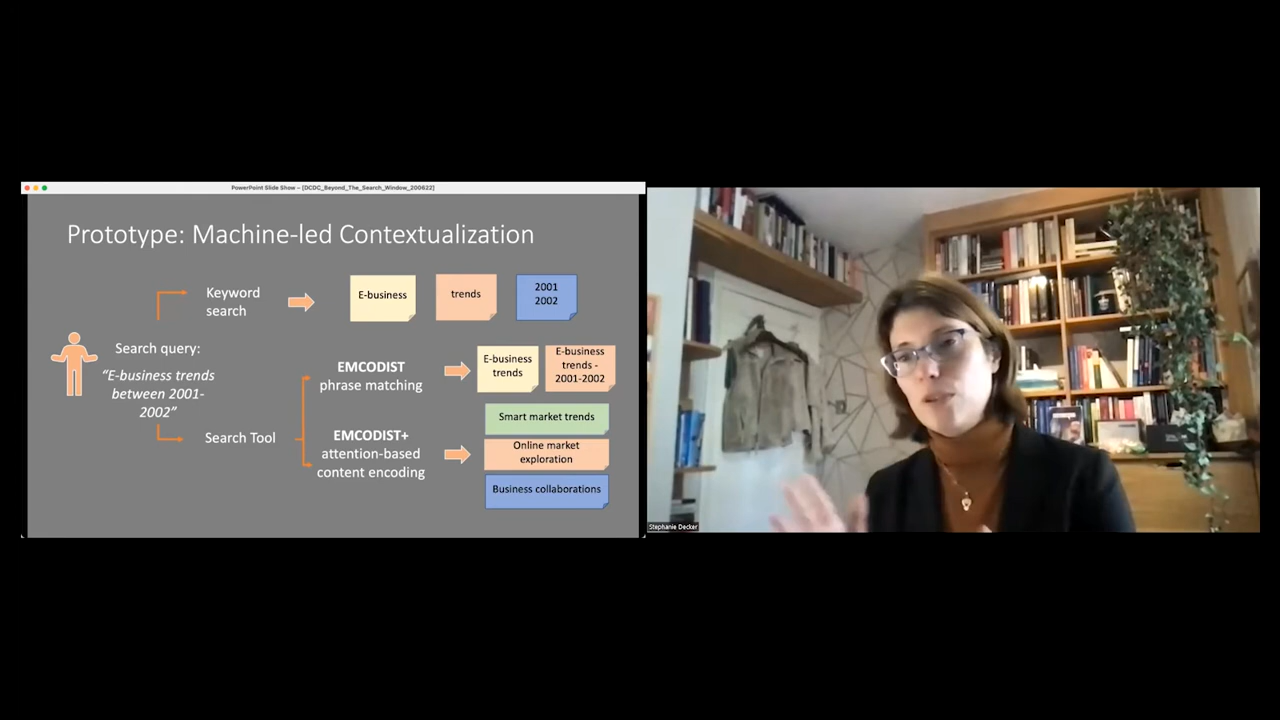 PowerPoint Slide Show – [DCDC_Beyond_The_Search_Window_200622]
Prototype: Machine-led Contextualization
Keyword
search
E-business
trends
2001
2002
Search query:
“E-business trends
between 2001-
2002”
EMCODIST
phrase matching
E-business
trends
E-business
trends -
2001-2002
Search Tool
EMCODIST+
attention-based
content encoding
Smart market trends
Online market
exploration
Business collaborations
Stephanie Decker